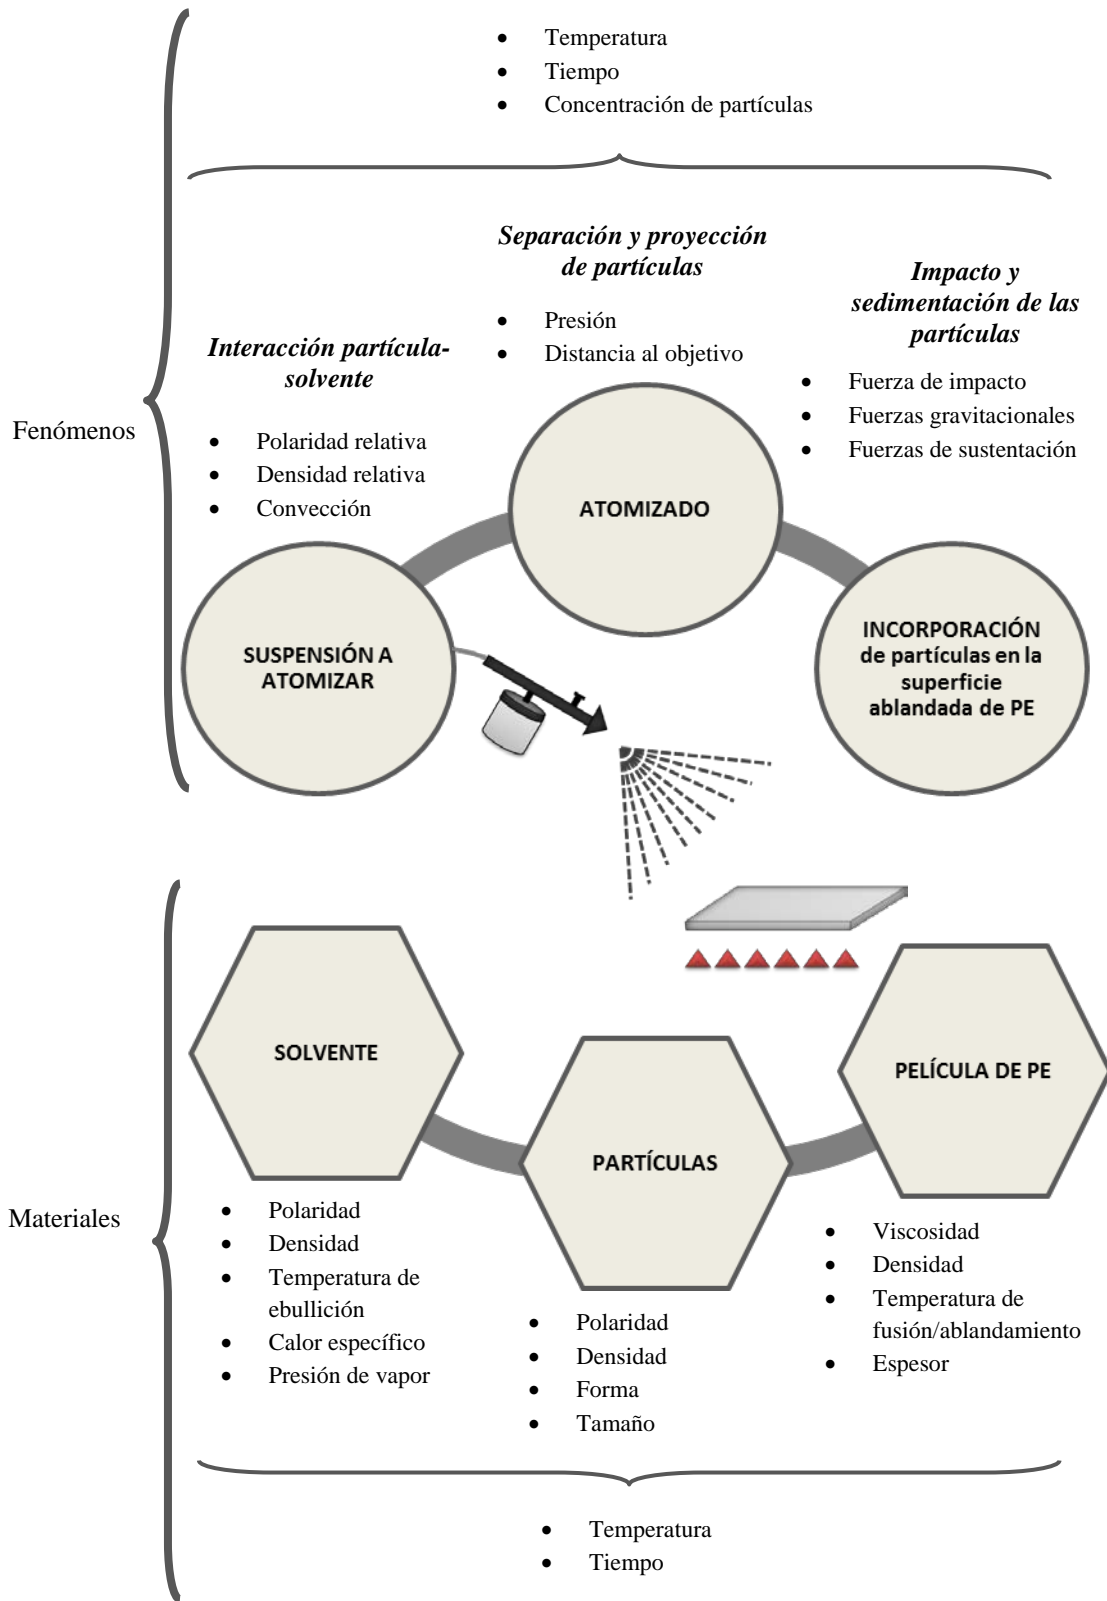 • Temperatura
• Tiempo
• Concentración de partículas
Separación y proyección
de partículas
• Presión
• Distancia al objetivo
Impacto y
sedimentación de las
partículas
• Fuerza de impacto
• Fuerzas gravitacionales
• Fuerzas de sustentación
Interacción partícula-
solvente
• Polaridad relativa
• Densidad relativa
• Convección
Fenómenos
ATOMIZADO
SUSPENSIÓN A
ATOMIZAR
INCORPORACIÓN
de partículas en la
superficie
ablandada de PE
SOLVENTE
PARTÍCULAS
PELÍCULA DE PE
Materiales
• Polaridad
• Densidad
• Temperatura de
ebullición
• Calor específico
• Presión de vapor
• Polaridad
• Densidad
• Forma
• Tamaño
• Viscosidad
• Densidad
• Temperatura de
fusión/ablandamiento
• Espesor
• Temperatura
• Tiempo